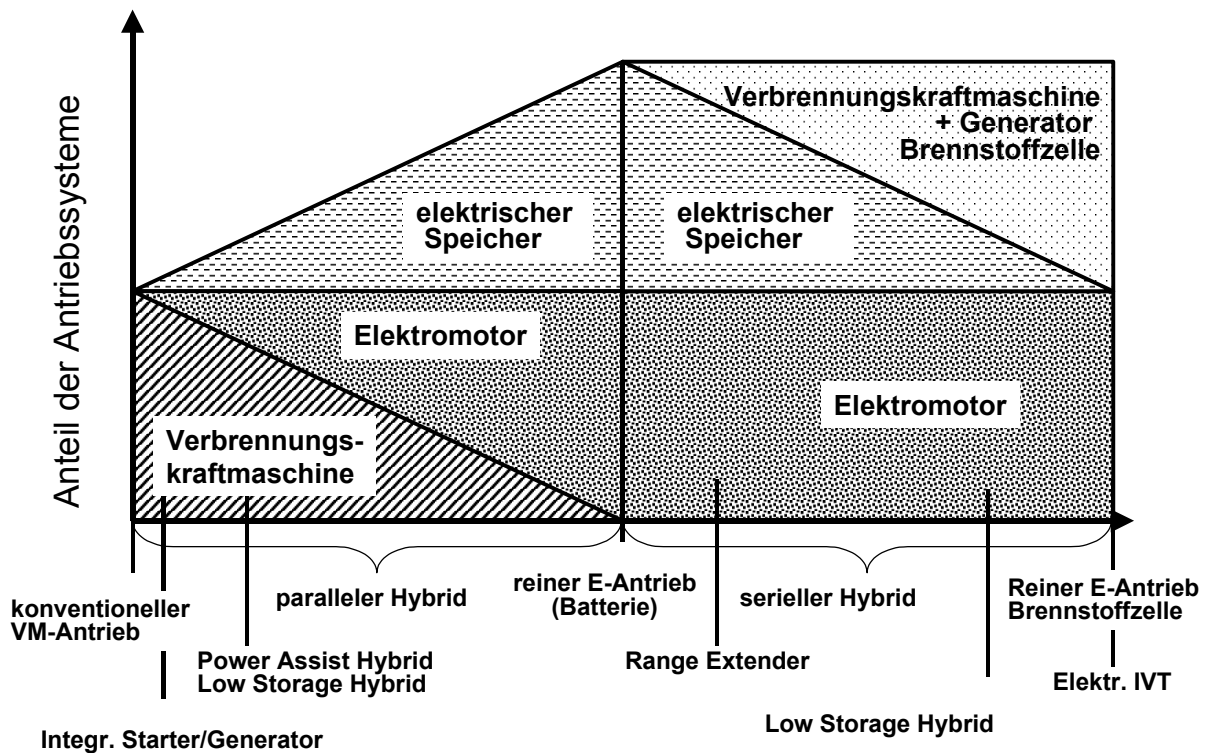 Anteil der Antriebssysteme
Verbrennungskraftmaschine
+ Generator
Brennstoffzelle
elektrischer
Speicher
elektrischer
Speicher
Elektromotor
Elektromotor
Verbrennungs-
kraftmaschine
konventioneller
VM-Antrieb
paralleler Hybrid
reiner E-Antrieb
(Batterie)
serieller Hybrid
Reiner E-Antrieb
Brennstoffzelle
Power Assist Hybrid
Low Storage Hybrid
Range Extender
Elektr. IVT
Low Storage Hybrid
Integr. Starter/Generator